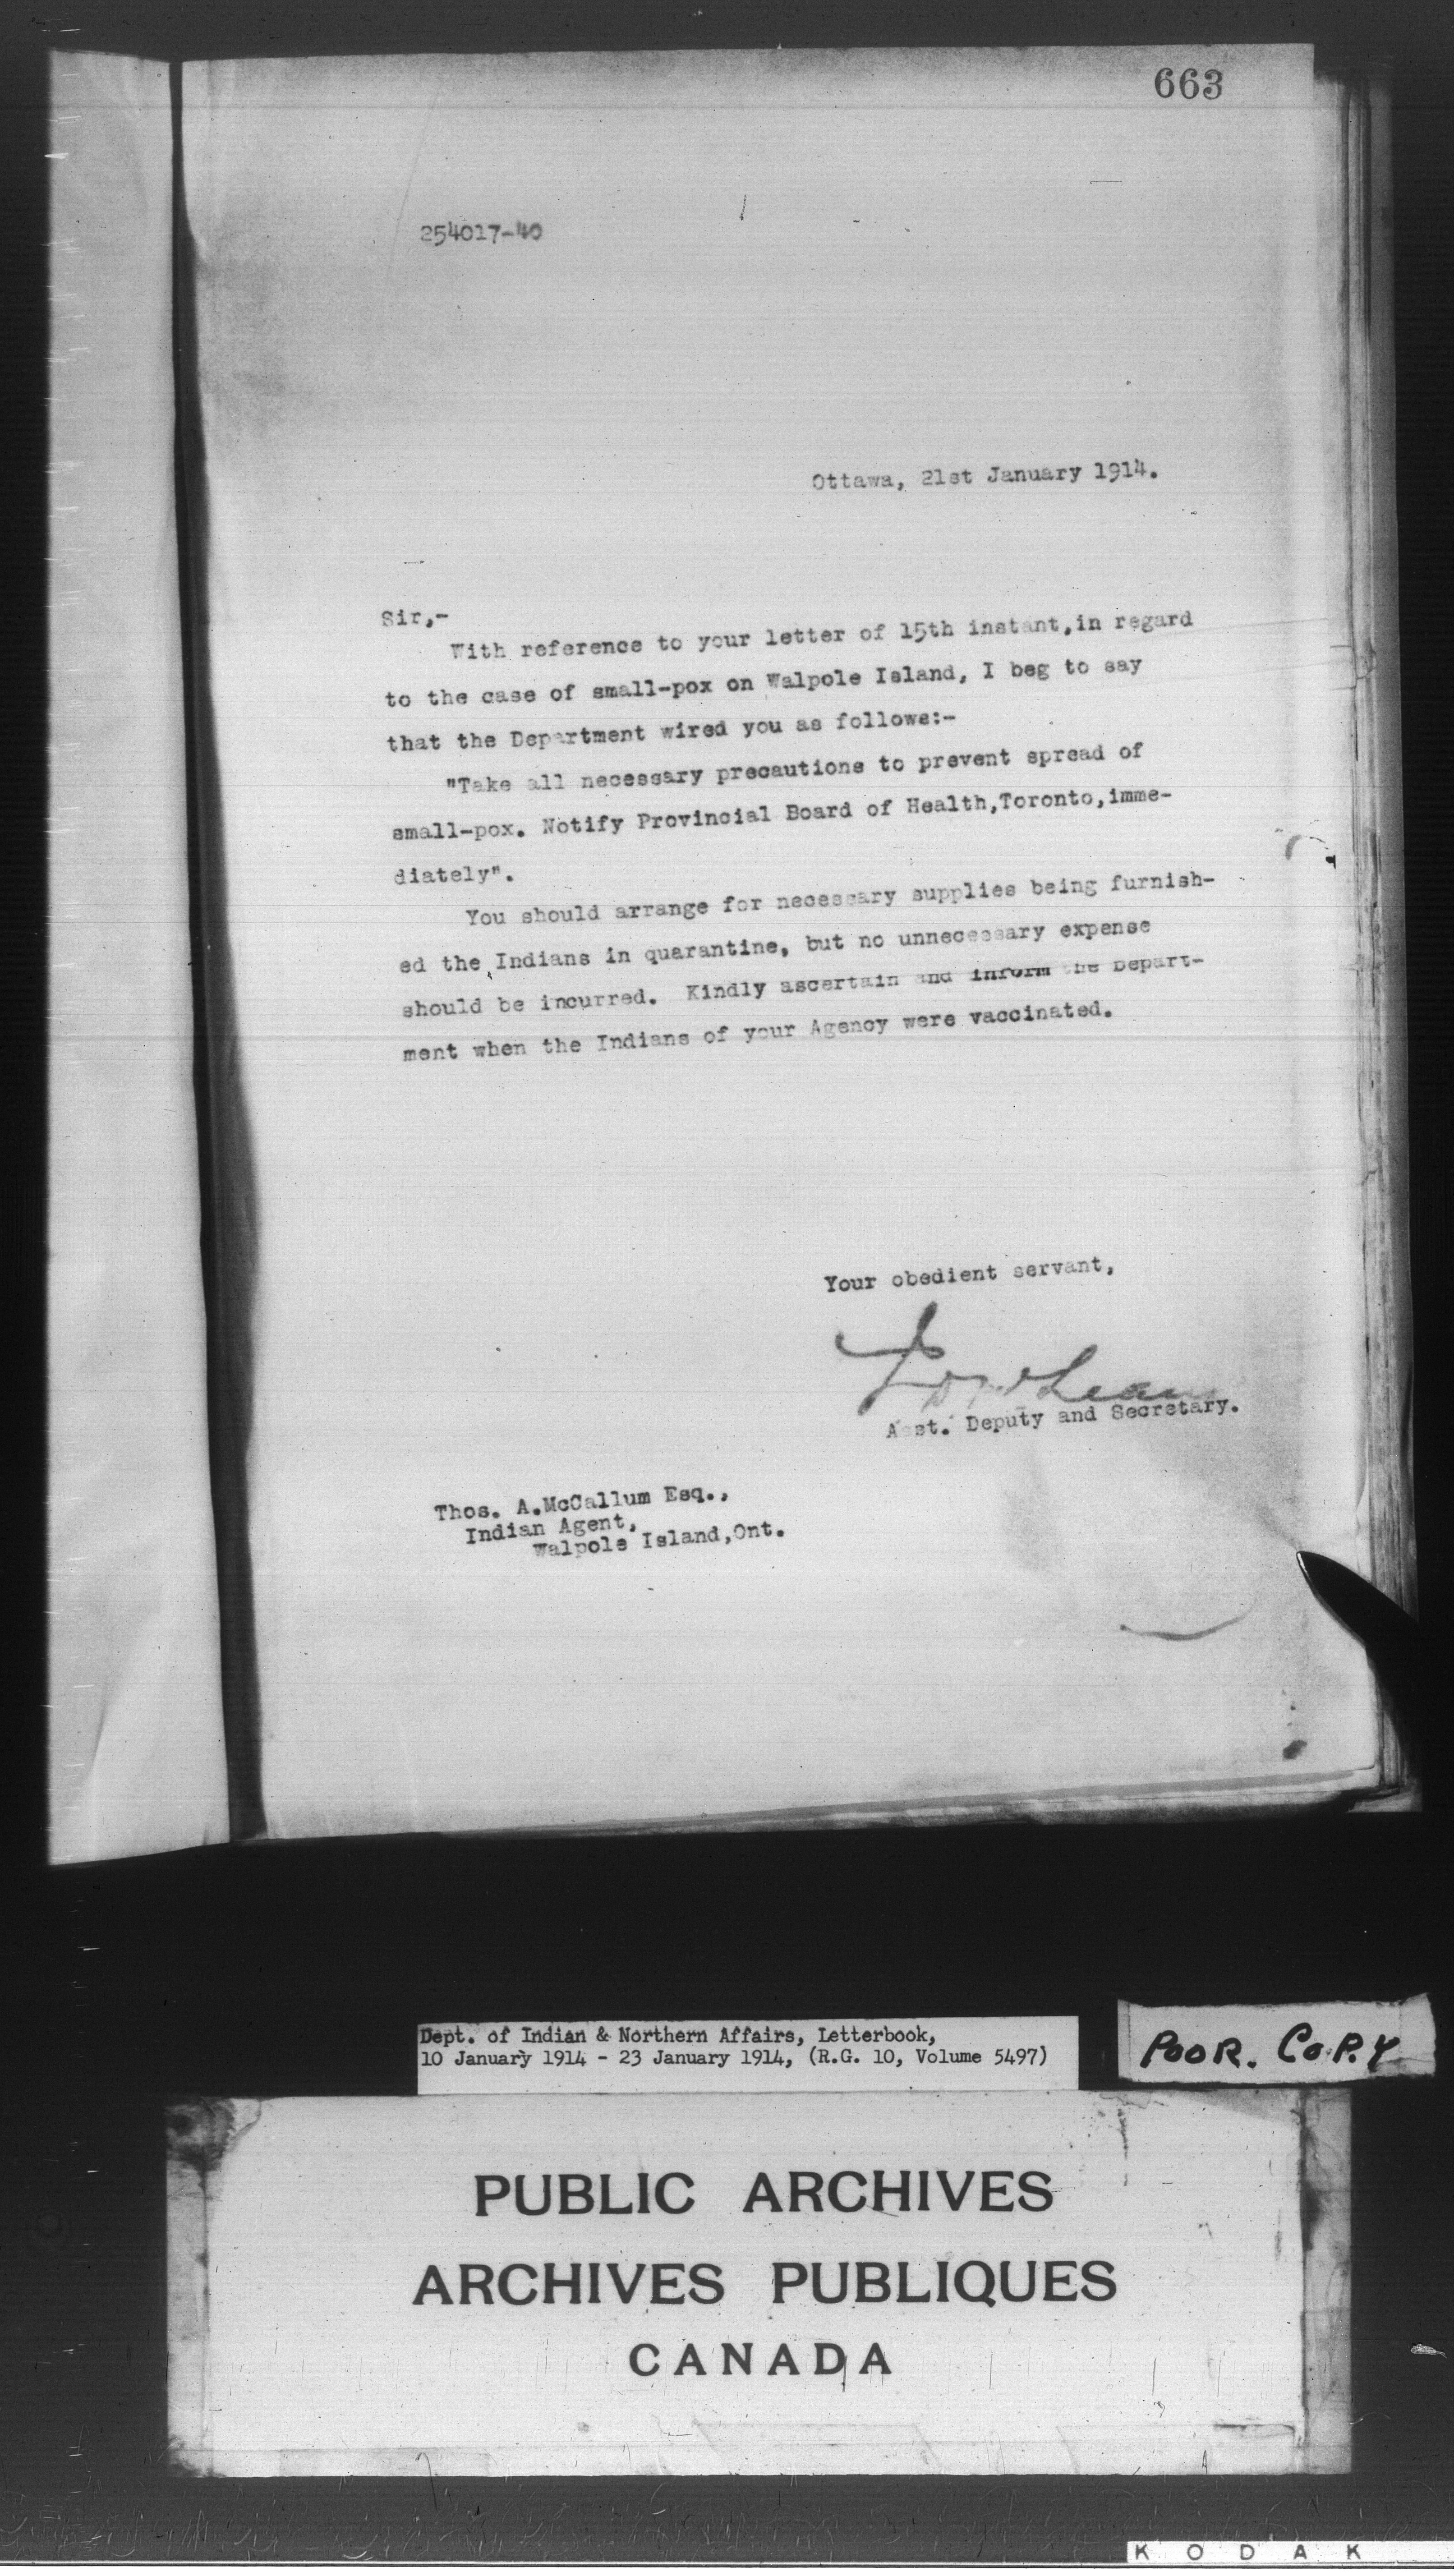 663
254017-40
Ottawa, 21st January 1914.
Sir,-
With reference to your letter of 15th instant,in regard
to the case of small-pox on Walpole Island, I beg to say
that the Department wired you as follows:-
"Take all necessary precautions to prevent spread of
small-pox. Notify Provincial Board of Health,Toronto,imme-
diately".
You should arrange for necessary supplies being furnish-
ed the Indians in quarantine, but no unnecessary expense
should be incurred. Kindly ascertain and inform the Depart-
ment when the Indians of your Agency were vaccinated.
Your obedient servant,
Asst. Deputy and Secretary.
Thos. A.McCallum Esq.,
Indian Agent,
Walpole Island,Ont.
Dept. of Indian & Northern Affairs, Letterbook,
10 January 1914 - 23 January 1914, (R.G. 10, Volume 5497)
POOR. COPY
PUBLIC ARCHIVES
ARCHIVES PUBLIQUES
CANADA
KODAK